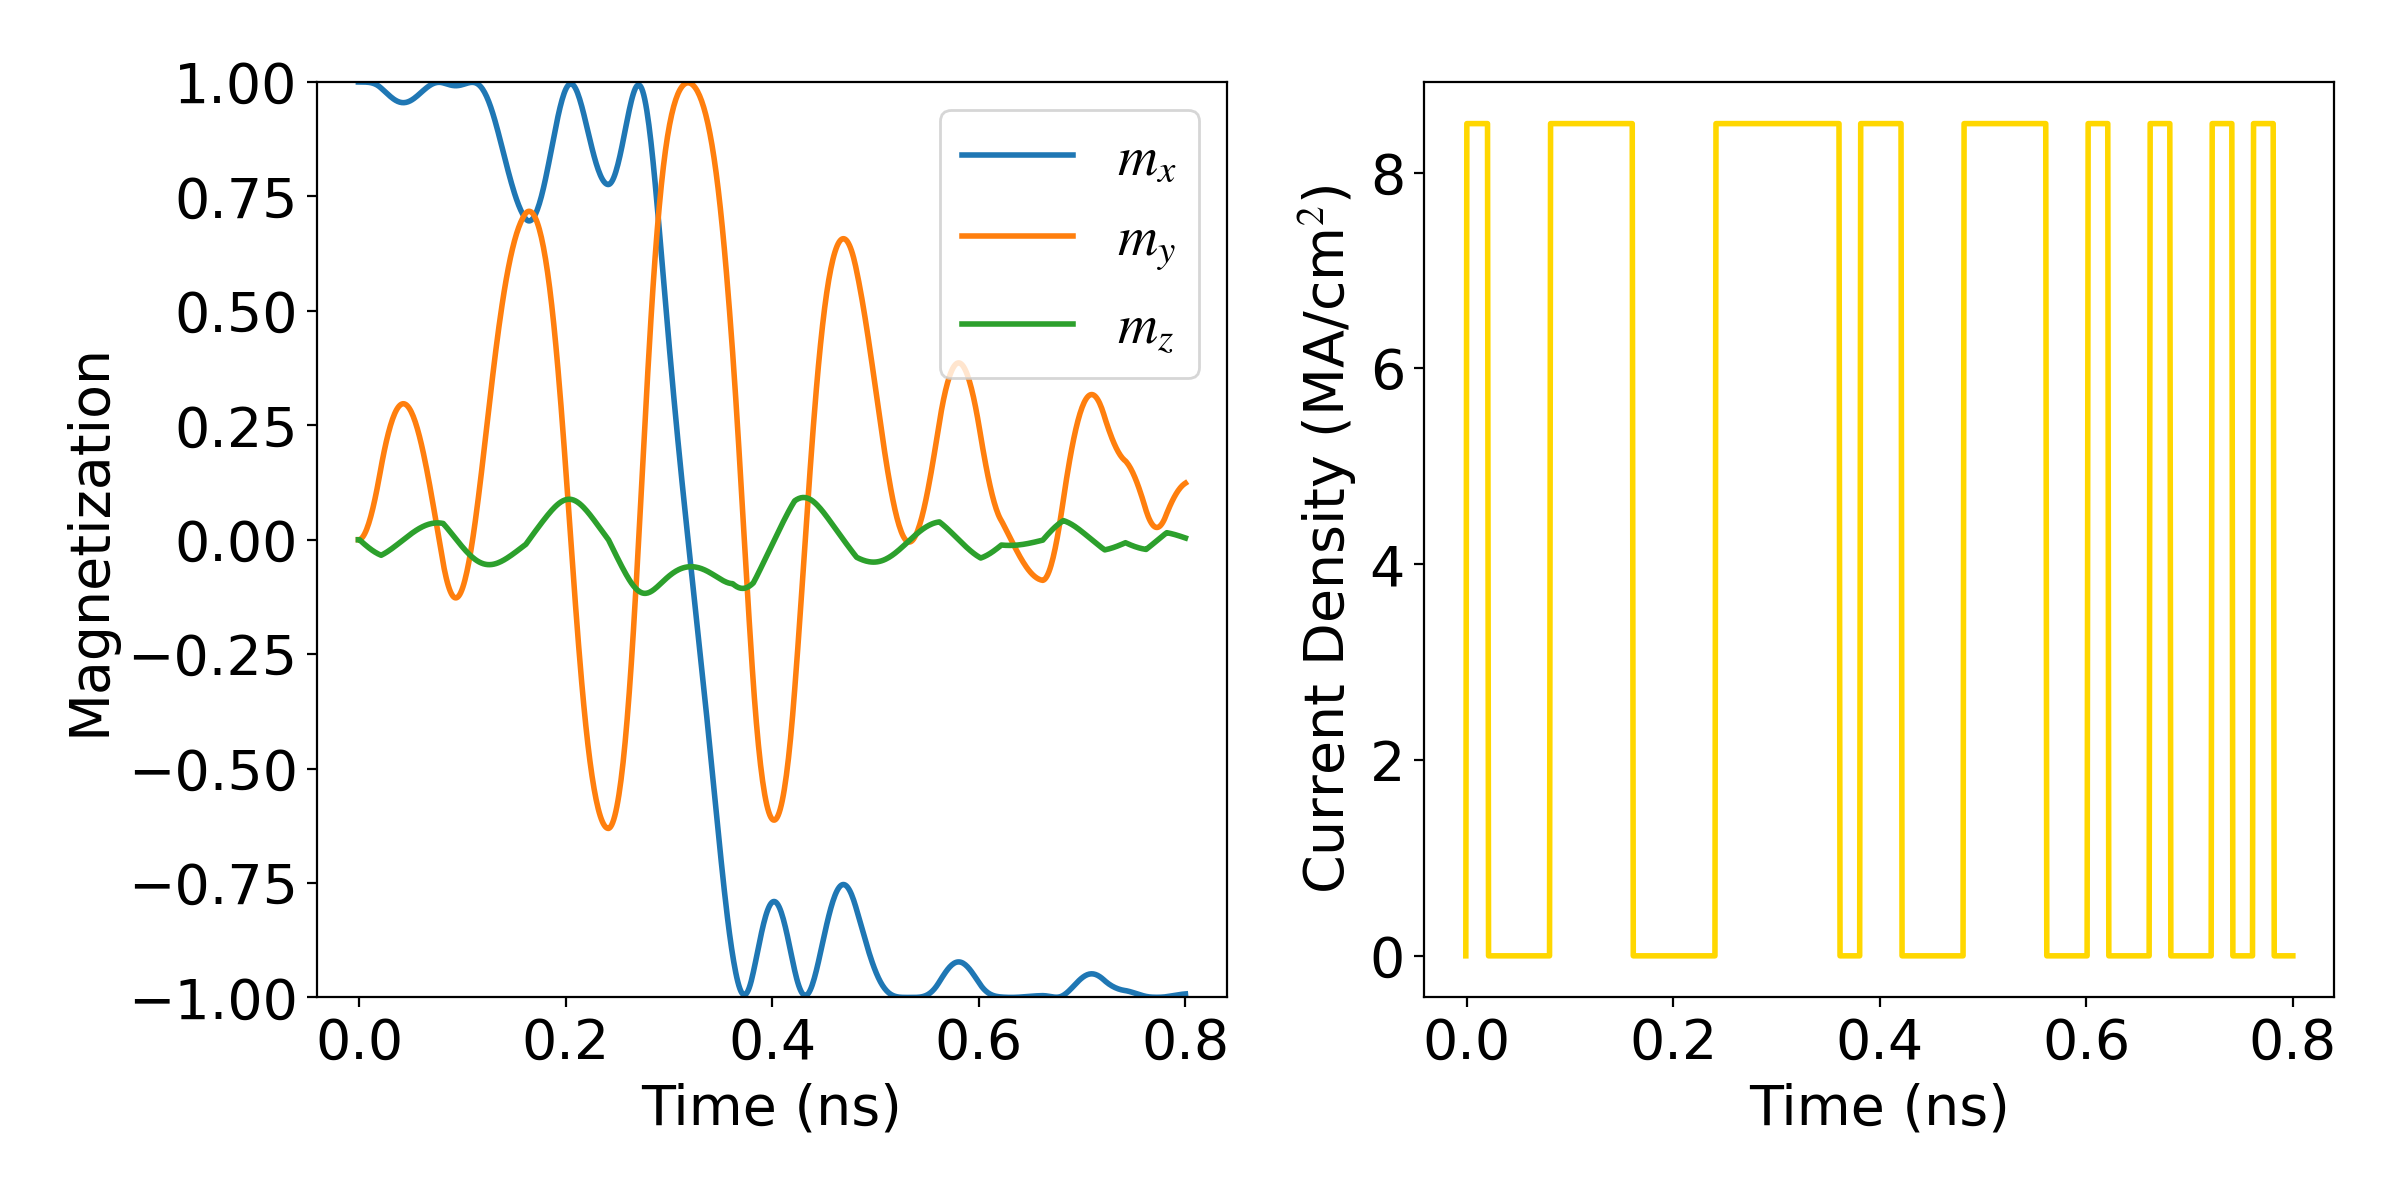 1.00
0.75
0.50
0.25
0.00
−0.25
−0.50
−0.75
−1.00
Magnetization
0.0 0.2 0.4 0.6 0.8
Time (ns)
m_x
m_y
m_z
8
6
4
2
0
Current Density (MA/cm²)
0.0 0.2 0.4 0.6 0.8
Time (ns)